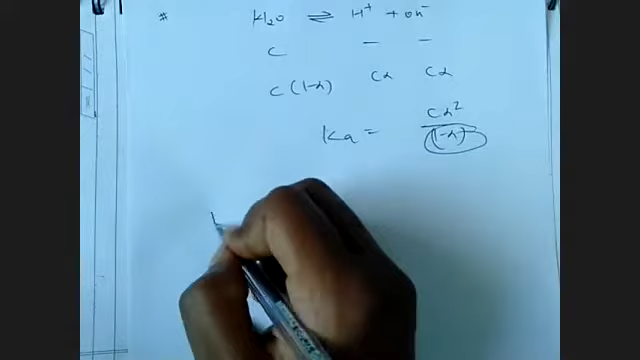 # H₂O ⇌ H⁺ + OH⁻
C – –
C(1-α) Cα Cα
Ka = Cα² / (1-α)